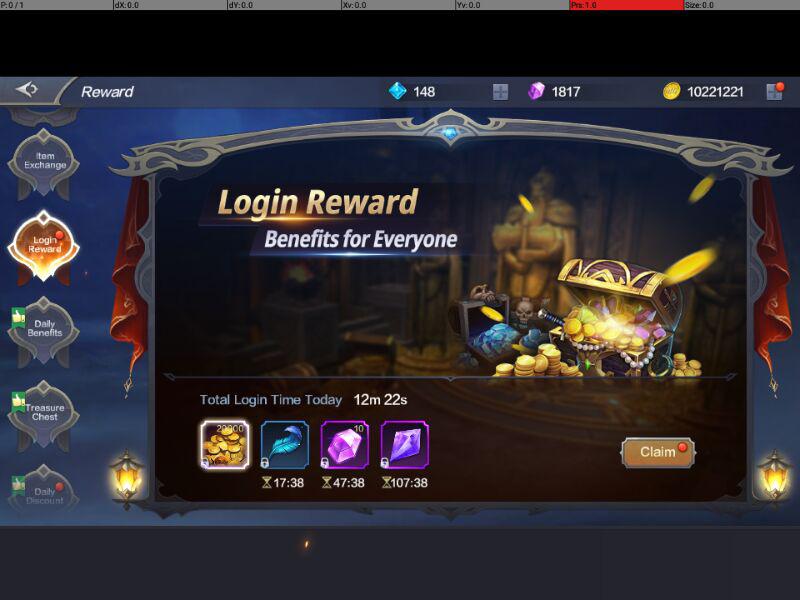 P: 0 / 1 dX: 0.0 dY: 0.0 Xv: 0.0 Yv: 0.0 Prs: 1.0 Size: 0.0
Reward 148 1817 10221221
Item
Exchange
Login
Reward
Daily
Benefits
Treasure
Chest
Daily
Discount
Login Reward
Benefits for Everyone
Total Login Time Today 12m 22s
20000 10
Claim
17:38 47:38 107:38